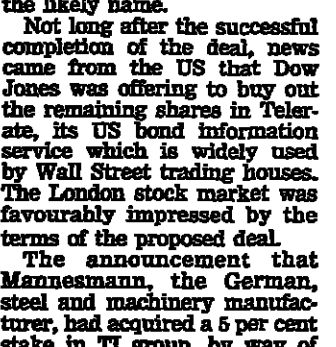 the likely name.
Not long after the successful
completion of the deal, news
came from the US that Dow
Jones was offering to buy out
the remaining shares in Teler-
ate, its US bond information
service which is widely used
by Wall Street trading houses.
The London stock market was
favourably impressed by the
terms of the proposed deal.
The announcement that
Mannesmann, the German,
steel and machinery manufac-
turer, had acquired a 5 per cent
stake in TI group, by way of